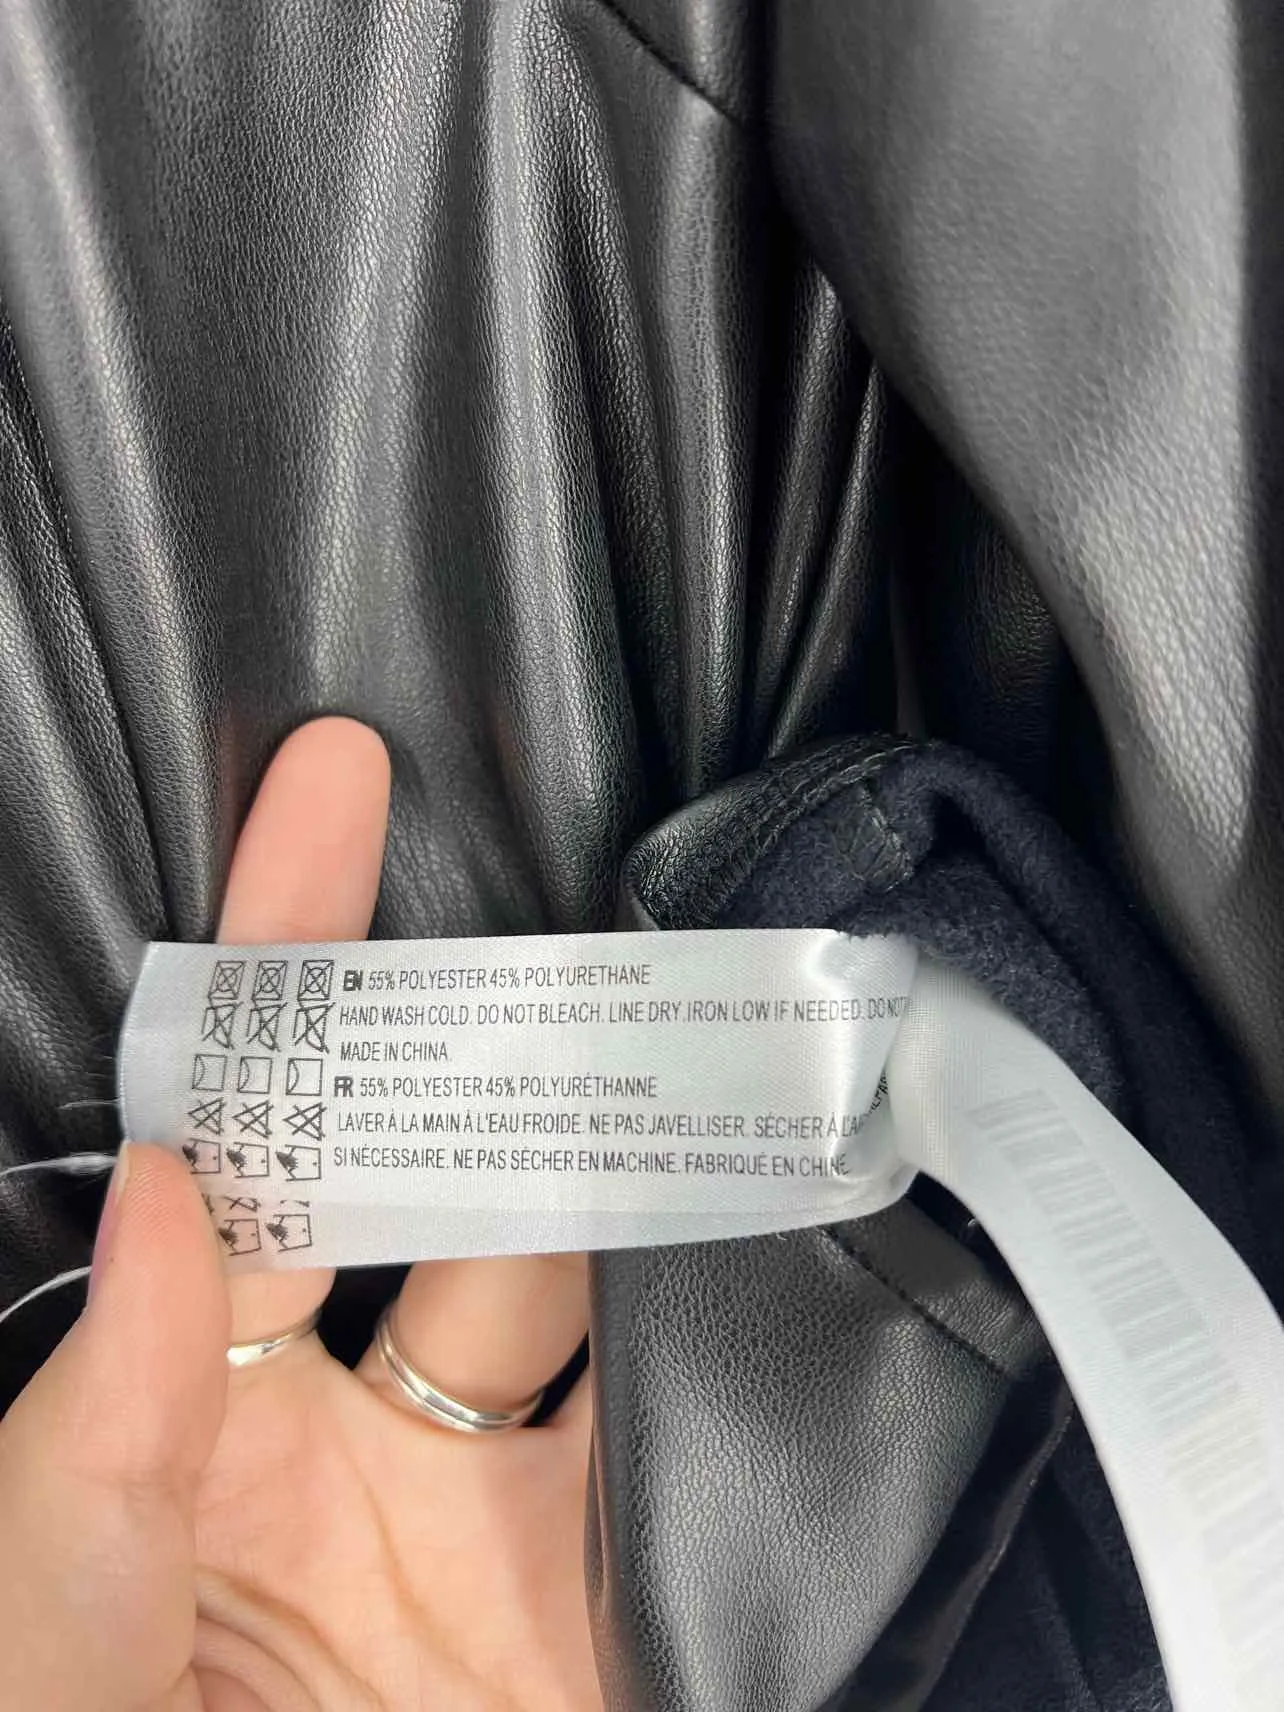 EN 55% POLYESTER 45% POLYURETHANE
HAND WASH COLD. DO NOT BLEACH. LINE DRY. IRON LOW IF NEEDED. DO NOT
MADE IN CHINA.
FR 55% POLYESTER 45% POLYURÉTHANNE
LAVER À LA MAIN À L'EAU FROIDE. NE PAS JAVELLISER. SÉCHER À
SI NÉCESSAIRE. NE PAS SÉCHER EN MACHINE. FABRIQUÉ EN CHINE